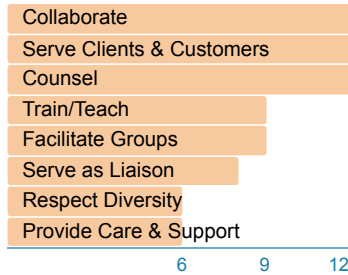 Collaborate
Serve Clients & Customers
Counsel
Train/Teach
Facilitate Groups
Serve as Liaison
Respect Diversity
Provide Care & Support
6 9 12